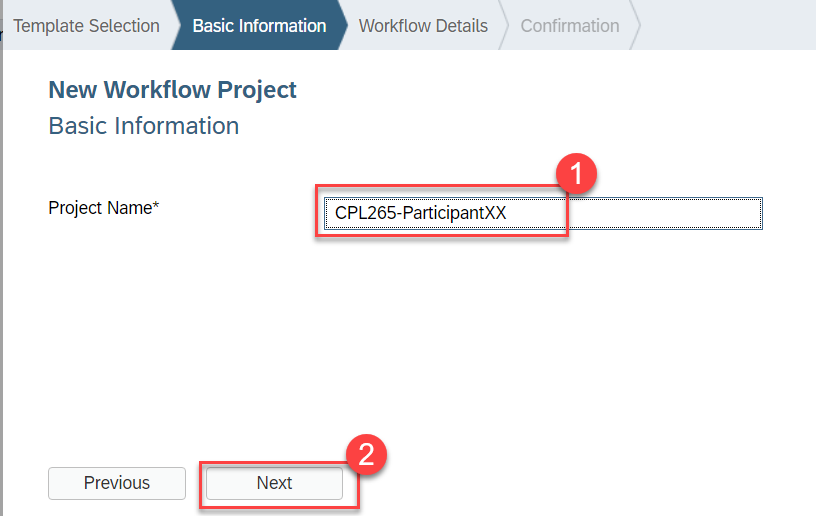 Template Selection Basic Information Workflow Details Confirmation
New Workflow Project
Basic Information
1
Project Name* CPL265-ParticipantXX
2
Previous Next